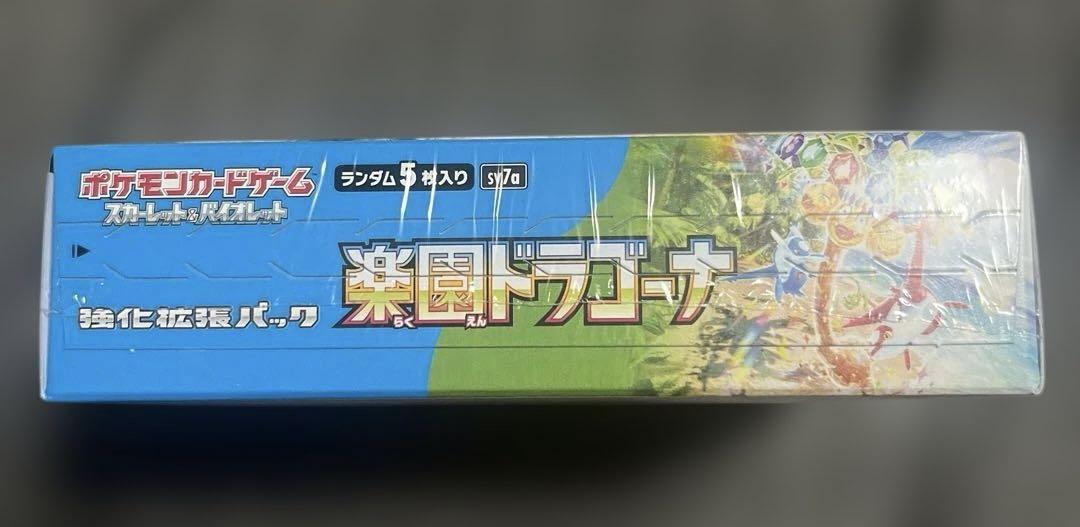 ポケモンカードゲーム
スカーレット&バイオレット
ランダム5枚入り
sv7a
楽園ドラゴーナ
らく えん
強化拡張パック